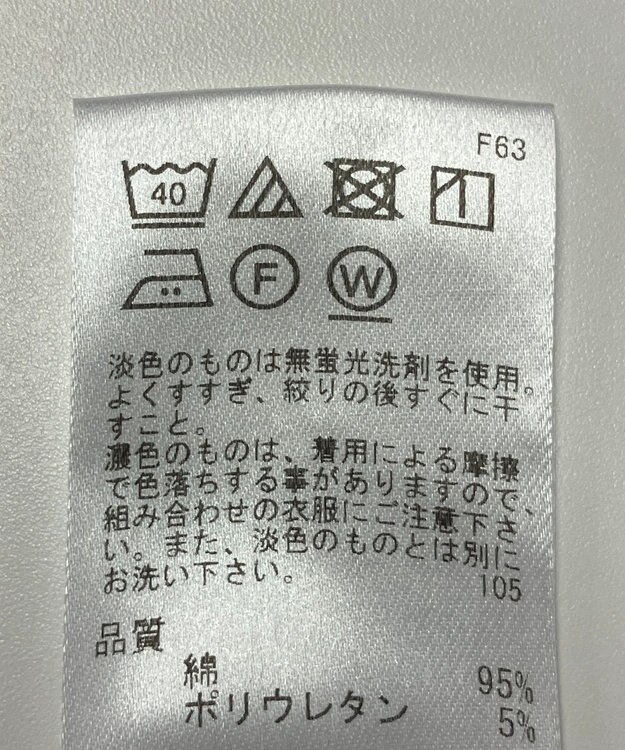 F63
40
F W
淡色のものは無蛍光洗剤を使用。
よくすすぎ、絞りの後すぐに干
すこと。
濃色のものは、着用による摩擦
で色落ちする事がありますので、
組み合わせの衣服にご注意下さ
い。また、淡色のものとは別に
お洗い下さい。
105
品質
綿 95%
ポリウレタン 5%